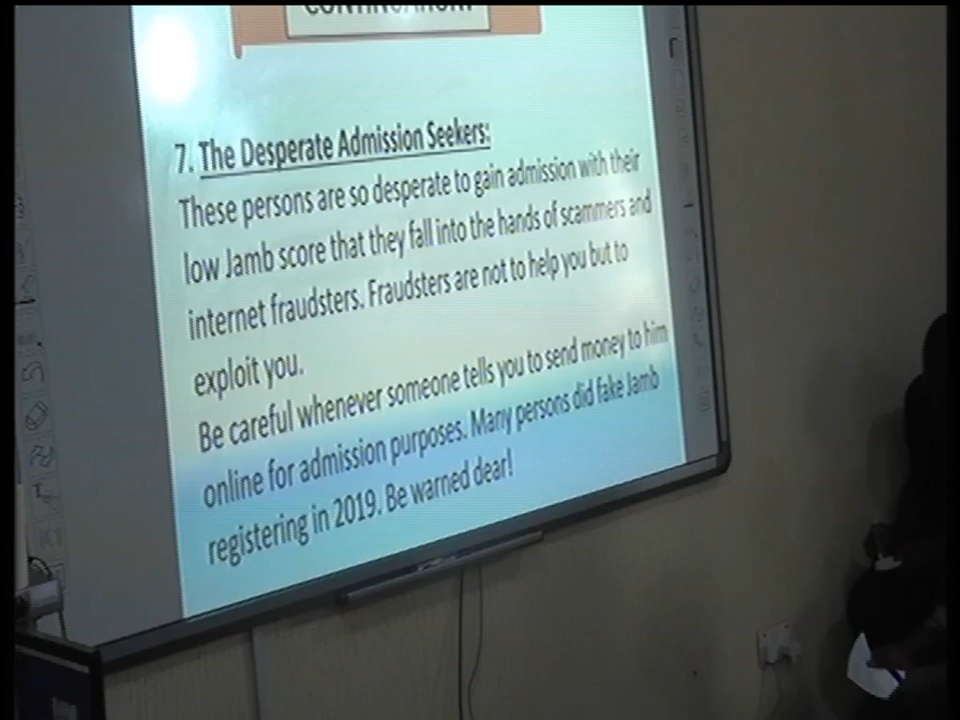 7. The Desperate Admission Seekers:
These persons are so desperate to gain admission with their
low Jamb score that they fall into the hands of scammers and
internet fraudsters. Fraudsters are not to help you but to
exploit you.
Be careful whenever someone tells you to send money to him
online for admission purposes. Many persons did fake Jamb
registering in 2019. Be warned dear!